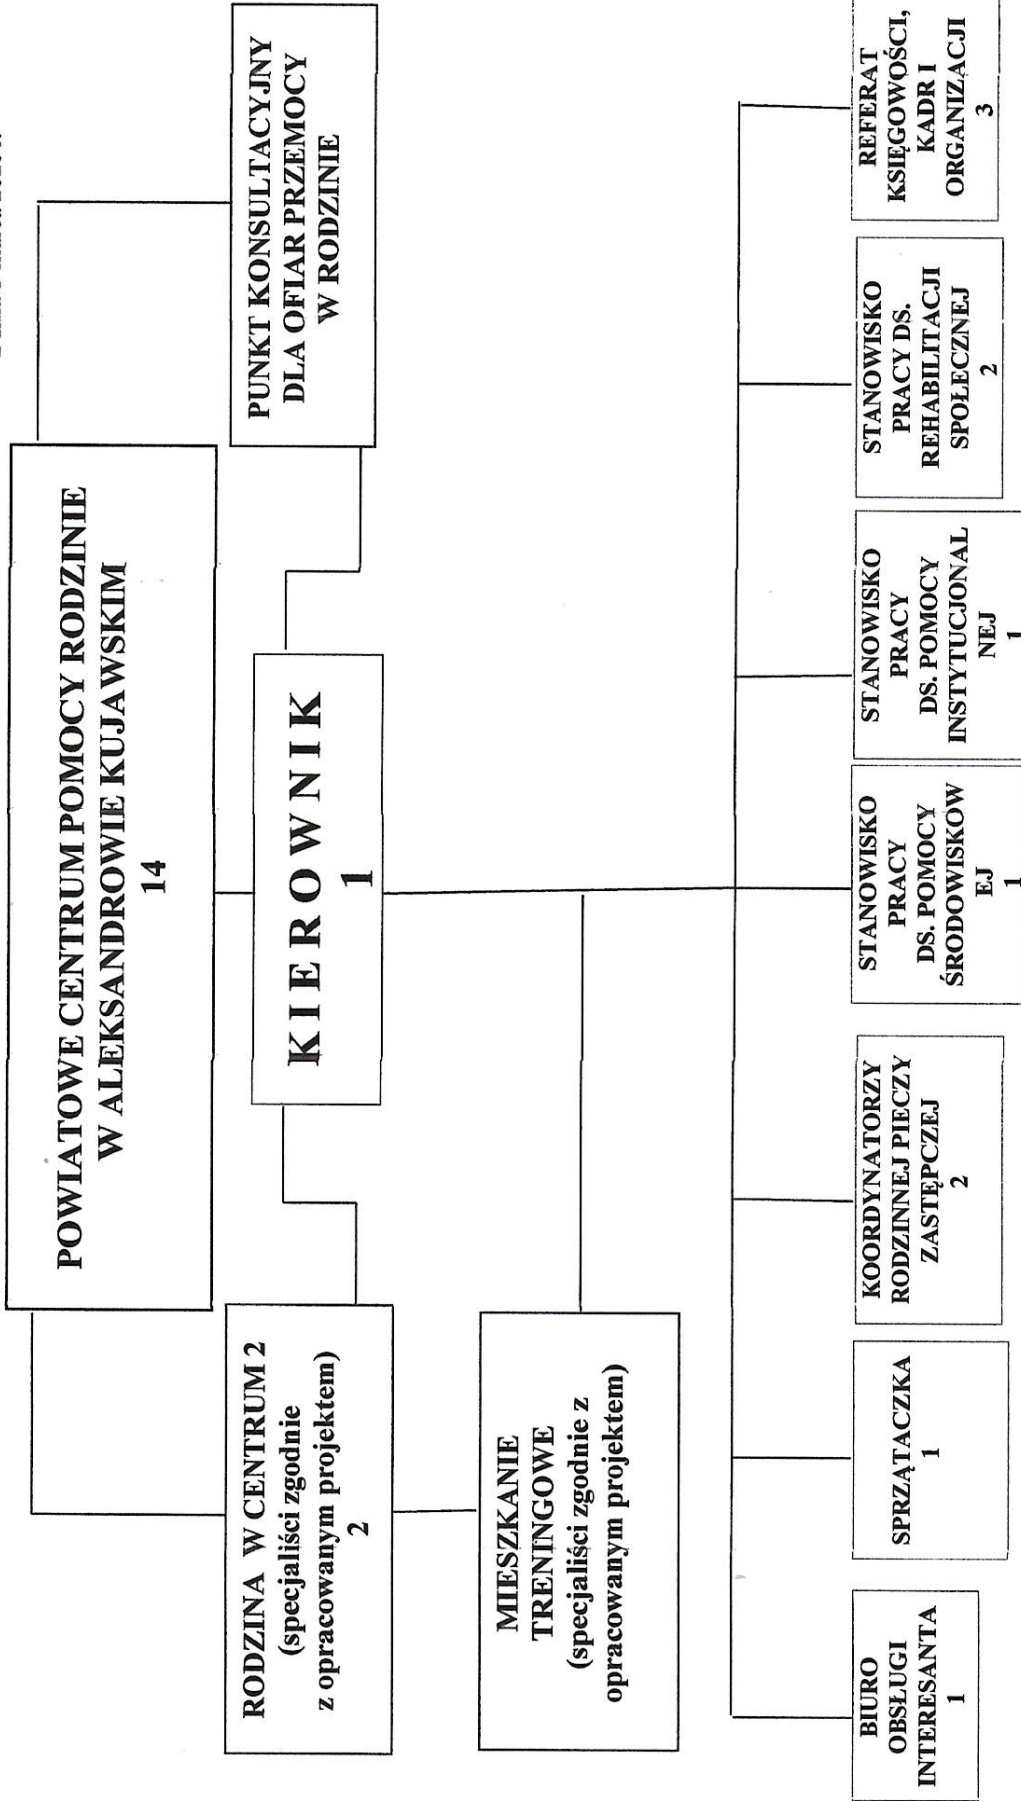 POWIATOWE CENTRUM POMOCY RODZINIE
W ALEKSANDROWIE KUJAWSKIM
14
PUNKT KONSULTACYJNY
DLA OFIAR PRZEMOCY
W RODZINIE
KIEROWNIK
1
RODZINA W CENTRUM 2
(specjaliści zgodnie
z opracowanym projektem)
2
MIESZKANIE
TRENINGOWE
(specjaliści zgodnie z
opracowanym projektem)
BIURO
OBSŁUGI
INTERESANTA
1
SPRZĄTACZKA
1
KOORDYNATORZY
RODZINNEJ PIECZY
ZASTĘPCZEJ
2
STANOWISKO
PRACY
DS. POMOCY
ŚRODOWISKOW
EJ
1
STANOWISKO
PRACY
DS. POMOCY
INSTYTUCJONAL
NEJ
1
STANOWISKO
PRACY DS.
REHABILITACJI
SPOŁECZNEJ
2
REFERAT
KSIĘGOWOŚCI,
KADR I
ORGANIZACJI
3